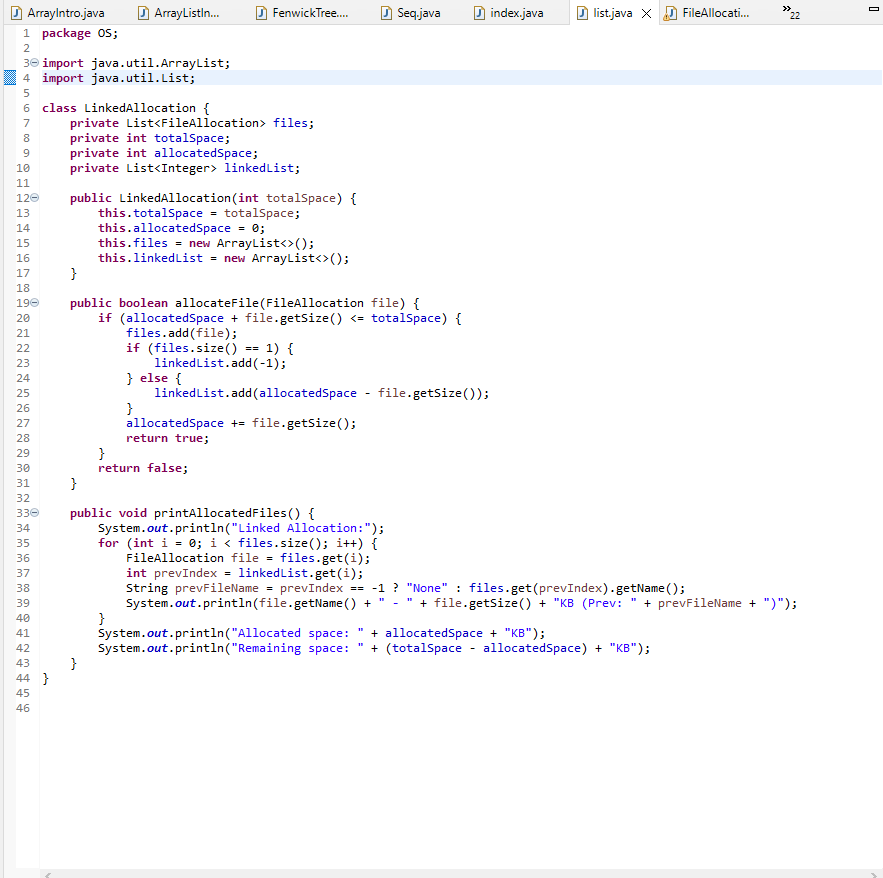 ArrayIntro.java ArrayListIn... FenwickTree.... Seq.java index.java list.java FileAllocati... 22
1 package OS;
2
3 import java.util.ArrayList;
4 import java.util.List;
5
6 class LinkedAllocation {
7     private List<FileAllocation> files;
8     private int totalSpace;
9     private int allocatedSpace;
10     private List<Integer> linkedList;
11
12     public LinkedAllocation(int totalSpace) {
13         this.totalSpace = totalSpace;
14         this.allocatedSpace = 0;
15         this.files = new ArrayList<>();
16         this.linkedList = new ArrayList<>();
17     }
18
19     public boolean allocateFile(FileAllocation file) {
20         if (allocatedSpace + file.getSize() <= totalSpace) {
21             files.add(file);
22             if (files.size() == 1) {
23                 linkedList.add(-1);
24             } else {
25                 linkedList.add(allocatedSpace - file.getSize());
26             }
27             allocatedSpace += file.getSize();
28             return true;
29         }
30         return false;
31     }
32
33     public void printAllocatedFiles() {
34         System.out.println("Linked Allocation:");
35         for (int i = 0; i < files.size(); i++) {
36             FileAllocation file = files.get(i);
37             int prevIndex = linkedList.get(i);
38             String prevFileName = prevIndex == -1 ? "None" : files.get(prevIndex).getName();
39             System.out.println(file.getName() + " - " + file.getSize() + "KB (Prev: " + prevFileName + ")");
40         }
41         System.out.println("Allocated space: " + allocatedSpace + "KB");
42         System.out.println("Remaining space: " + (totalSpace - allocatedSpace) + "KB");
43     }
44 }
45
46